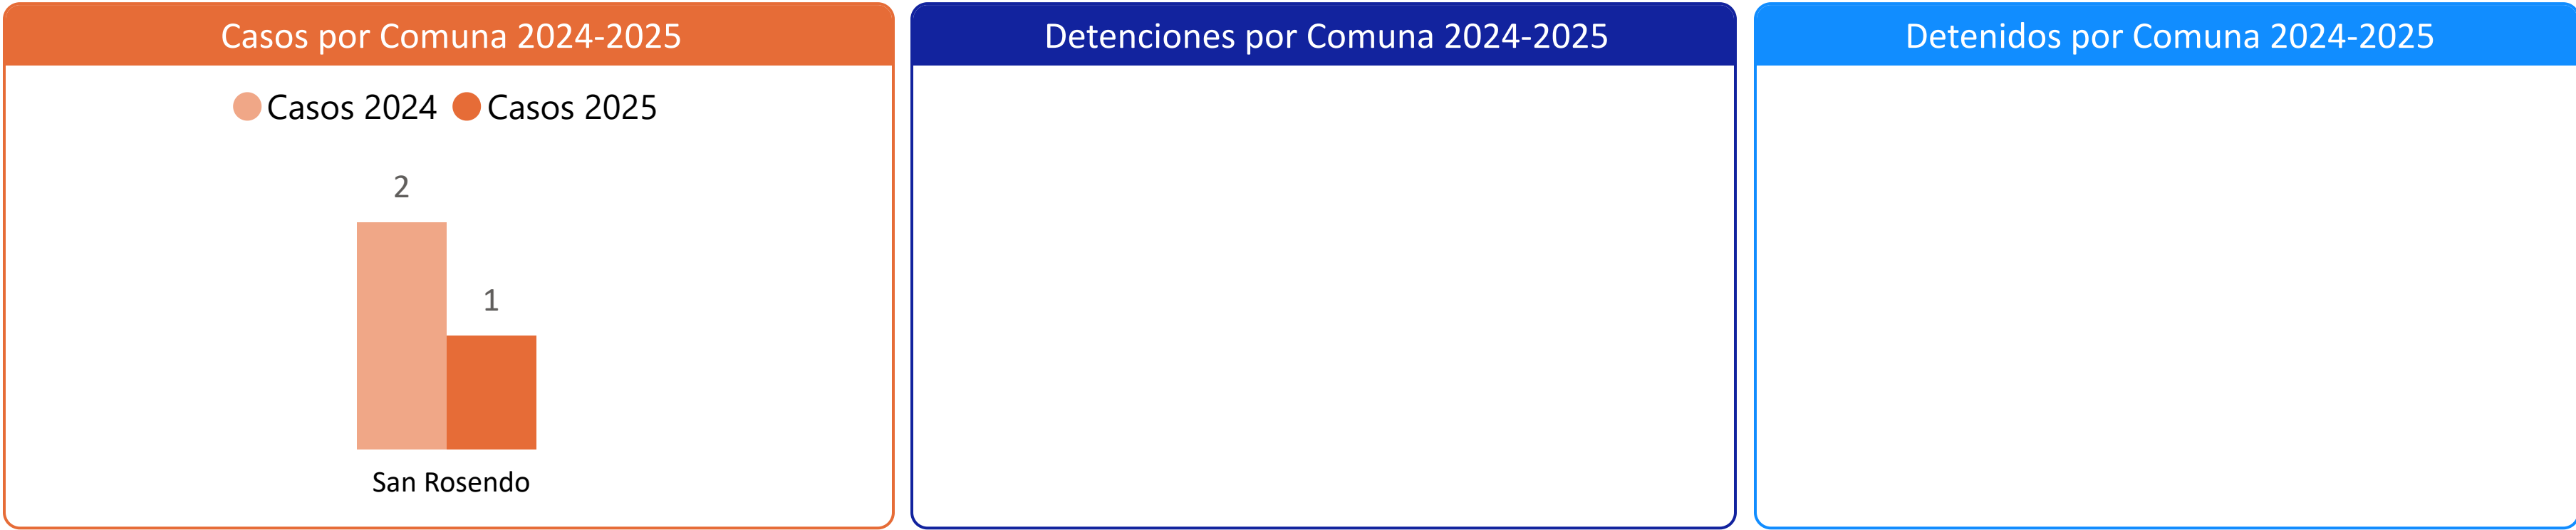 Casos por Comuna 2024-2025
Casos 2024 Casos 2025
2
1
San Rosendo
Detenciones por Comuna 2024-2025
Detenidos por Comuna 2024-2025